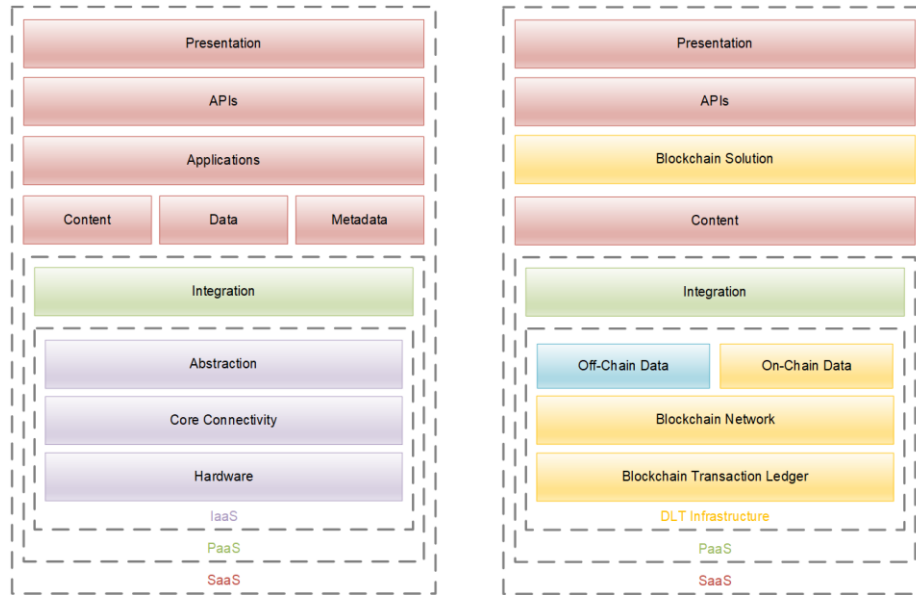 Presentation
APIs
Applications
Content Data Metadata
Integration
Abstraction
Core Connectivity
Hardware
IaaS
PaaS
SaaS
Presentation
APIs
Blockchain Solution
Content
Integration
Off-Chain Data On-Chain Data
Blockchain Network
Blockchain Transaction Ledger
DLT Infrastructure
PaaS
SaaS